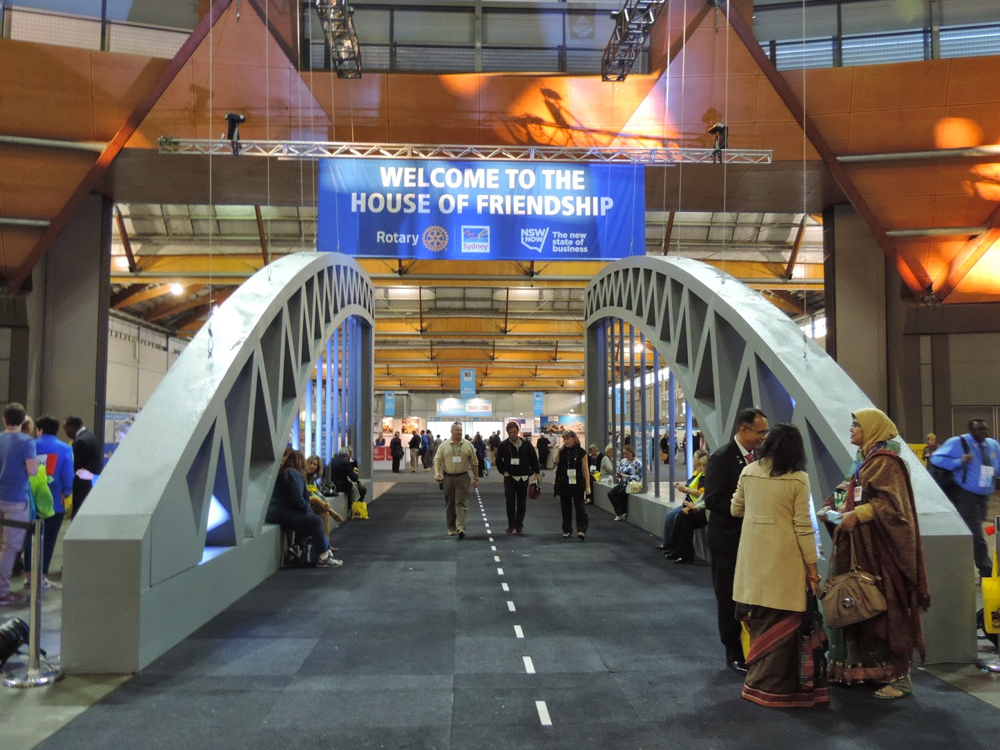 WELCOME TO THE
HOUSE OF FRIENDSHIP
Rotary
Sydney
NSW
NOW
The new
state of
business
TRAVEL ZONE